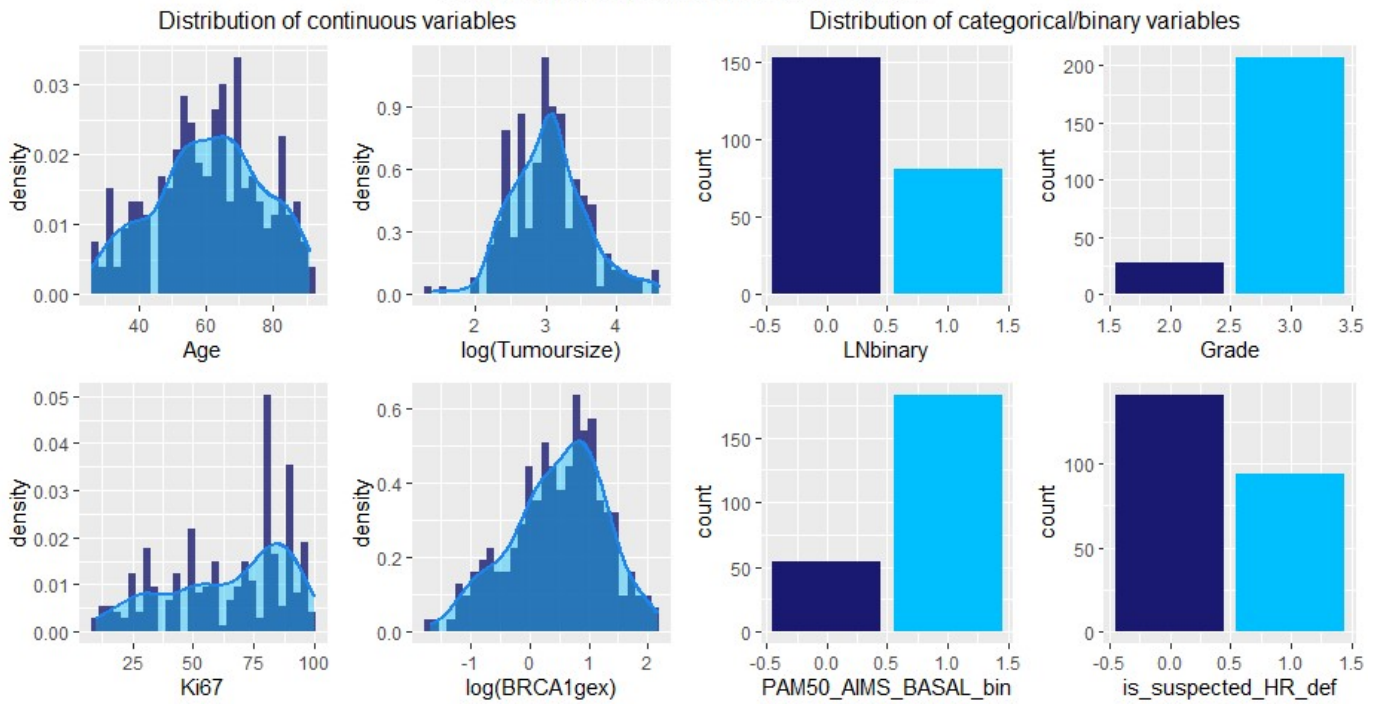 Distribution of continuous variables
Distribution of categorical/binary variables
density
0.03
0.02
0.01
0.00
40 60 80
Age
density
0.9
0.6
0.3
0.0
2 3 4
log(Tumoursize)
count
150
100
50
0
-0.5 0.0 0.5 1.0 1.5
LNbinary
count
200
150
100
50
0
1.5 2.0 2.5 3.0 3.5
Grade
density
0.05
0.04
0.03
0.02
0.01
0.00
25 50 75 100
Ki67
density
0.6
0.4
0.2
0.0
-1 0 1 2
log(BRCA1gex)
count
150
100
50
0
-0.5 0.0 0.5 1.0 1.5
PAM50_AIMS_BASAL_bin
count
100
50
0
-0.5 0.0 0.5 1.0 1.5
is_suspected_HR_def